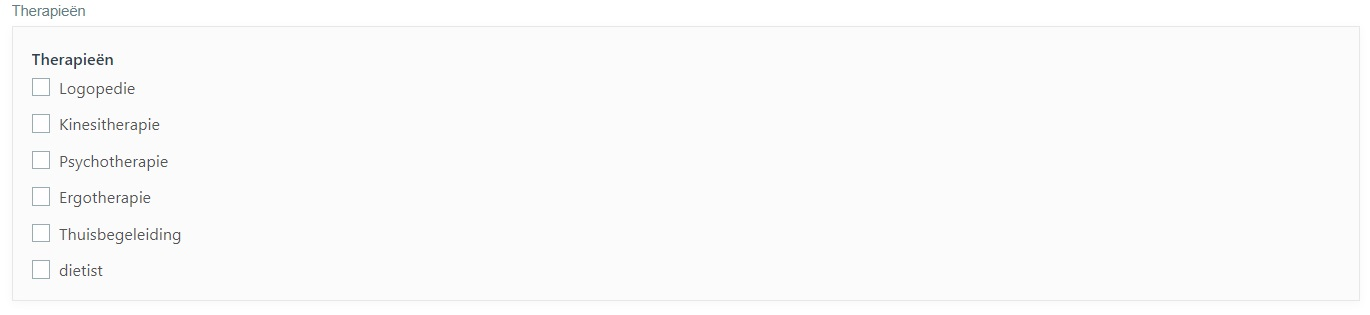 Therapieën
Therapieën
Logopedie
Kinesitherapie
Psychotherapie
Ergotherapie
Thuisbegeleiding
dietist